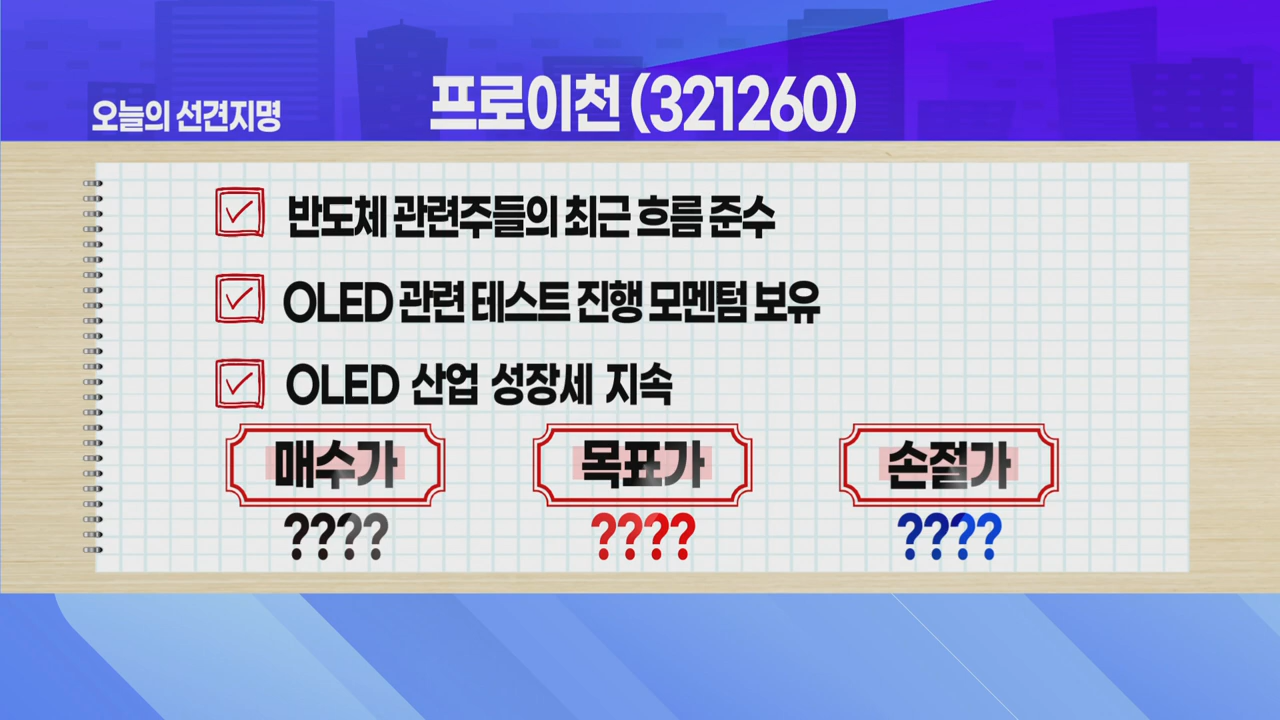 오늘의 선견지명
프로이천 (321260)
반도체 관련주들의 최근 흐름 준수
OLED 관련 테스트 진행 모멘텀 보유
OLED 산업 성장세 지속
매수가 목표가 손절가
???? ???? ????